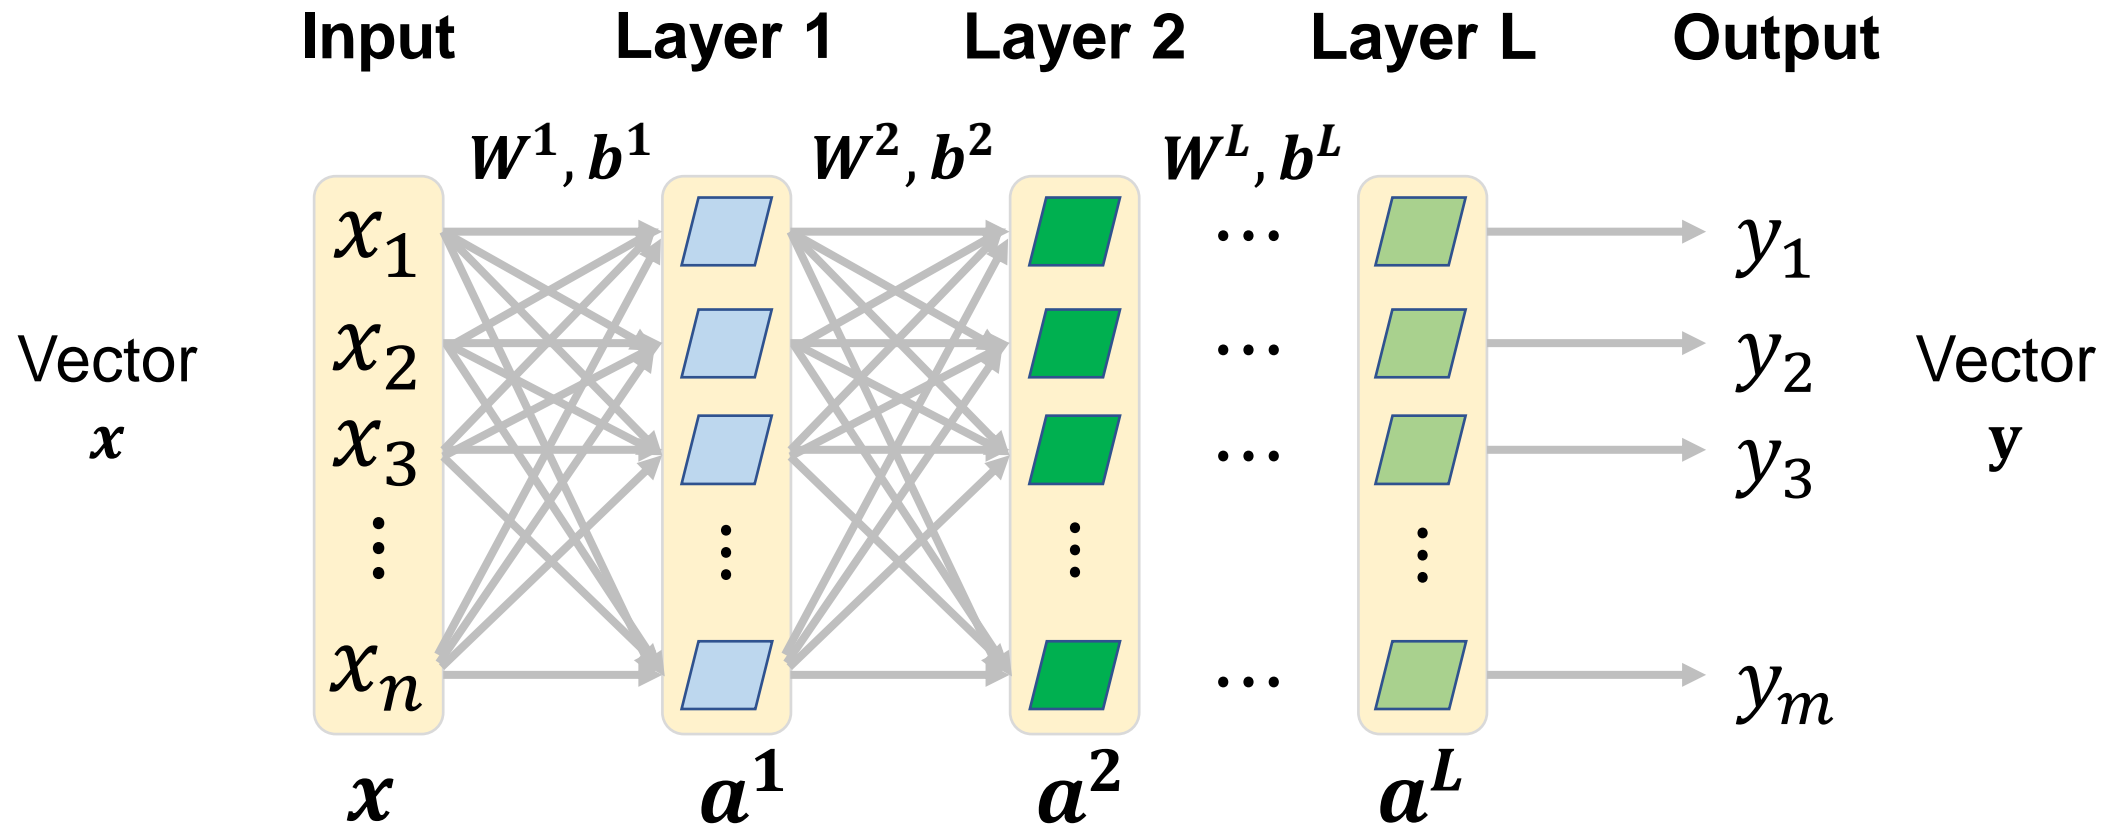 Input Layer 1 Layer 2 Layer L Output
W¹, b¹ W², b² Wᴸ, bᴸ
x₁ … y₁
x₂ … y₂
Vector Vector
x y
x₃ … y₃
⋮ ⋮ ⋮ ⋮
xₙ … yₘ
x a¹ a² aᴸ